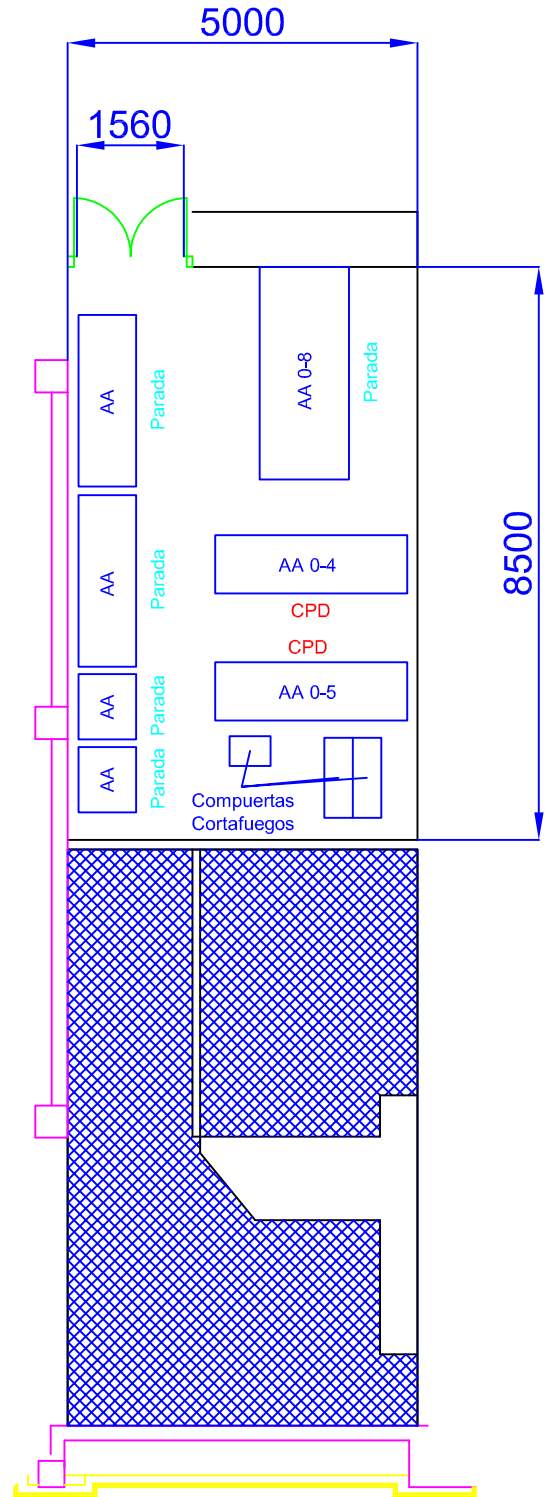 5000
1560
AA
Parada
AA 0-8
Parada
8500
AA
Parada
AA 0-4
CPD
CPD
AA
Parada
AA 0-5
AA
Parada
Compuertas
Cortafuegos